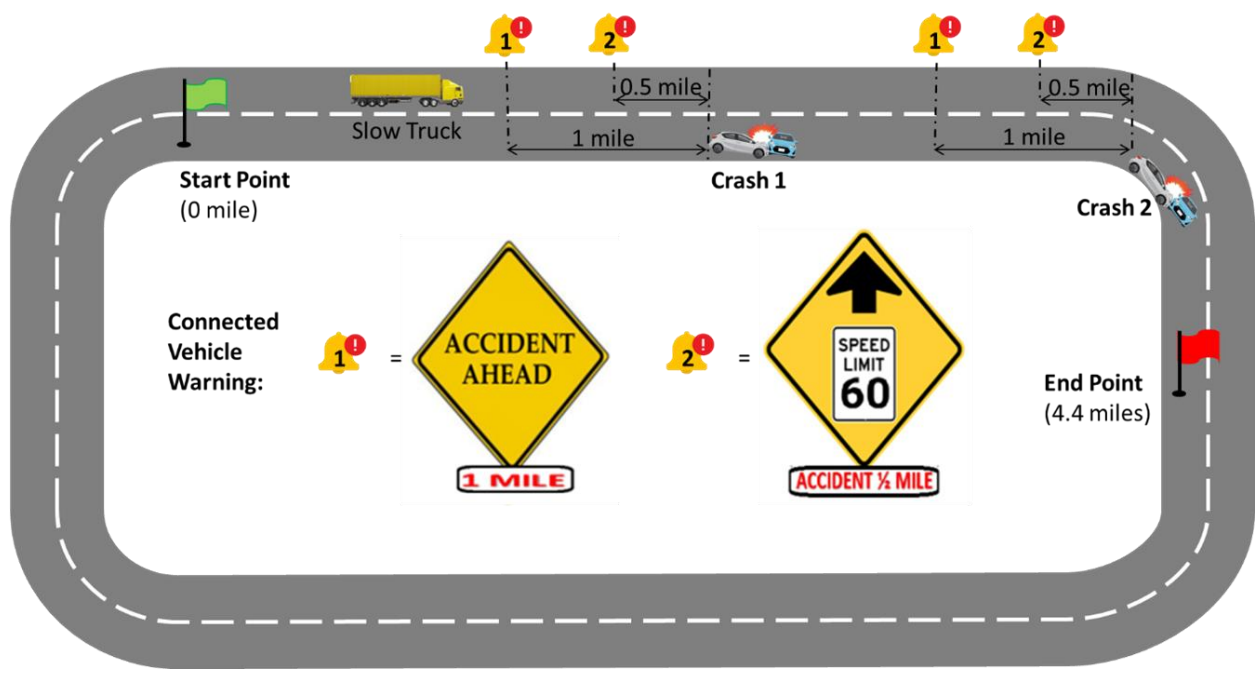 1 !
2 !
1 !
2 !
0.5 mile
0.5 mile
Slow Truck
1 mile
1 mile
Start Point
(0 mile)
Crash 1
Crash 2
Connected
Vehicle
Warning:
1 !
=
ACCIDENT
AHEAD
1 MILE
2 !
=
SPEED
LIMIT
60
ACCIDENT ½ MILE
End Point
(4.4 miles)